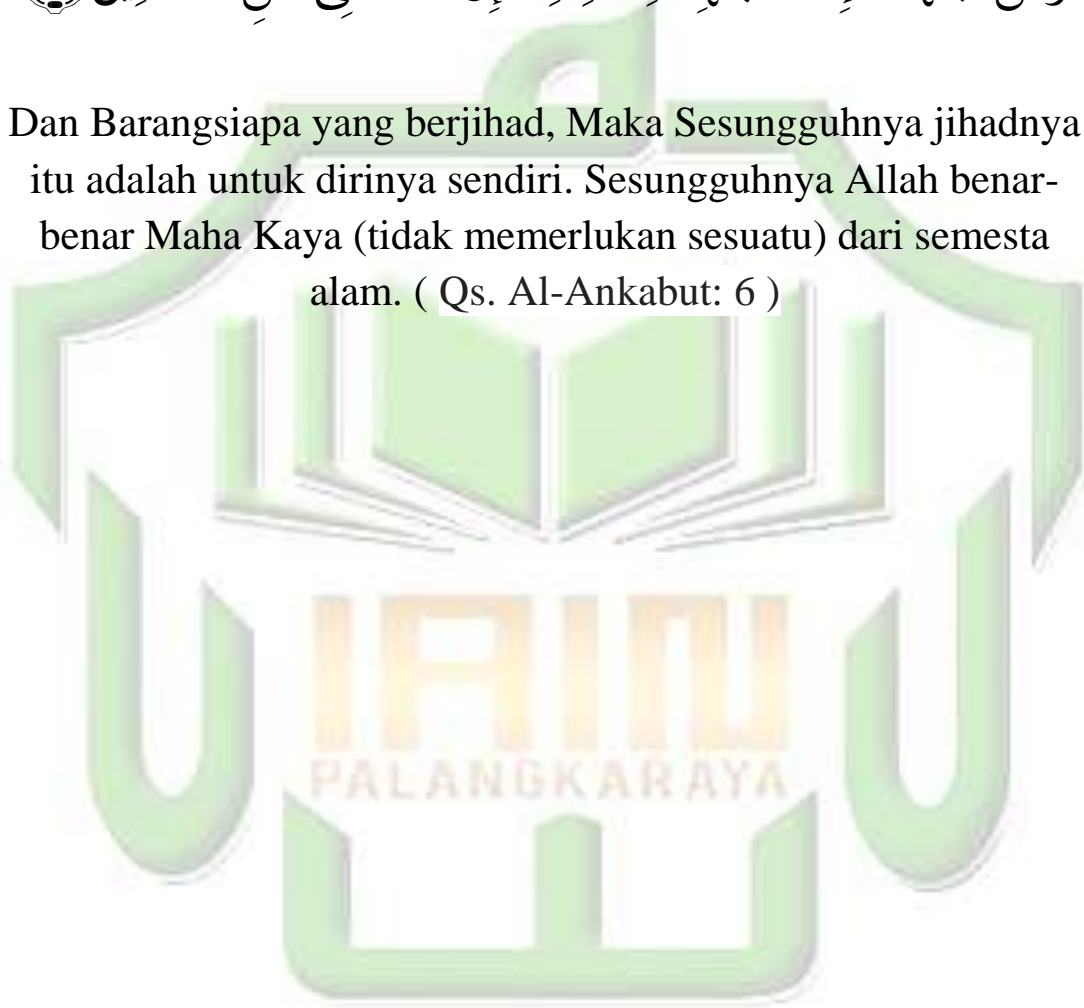 Dan Barangsiapa yang berjihad, Maka Sesungguhnya jihadnya
itu adalah untuk dirinya sendiri. Sesungguhnya Allah benar-
benar Maha Kaya (tidak memerlukan sesuatu) dari semesta
alam. ( Qs. Al-Ankabut: 6 )
IAIN
PALANGKARAYA